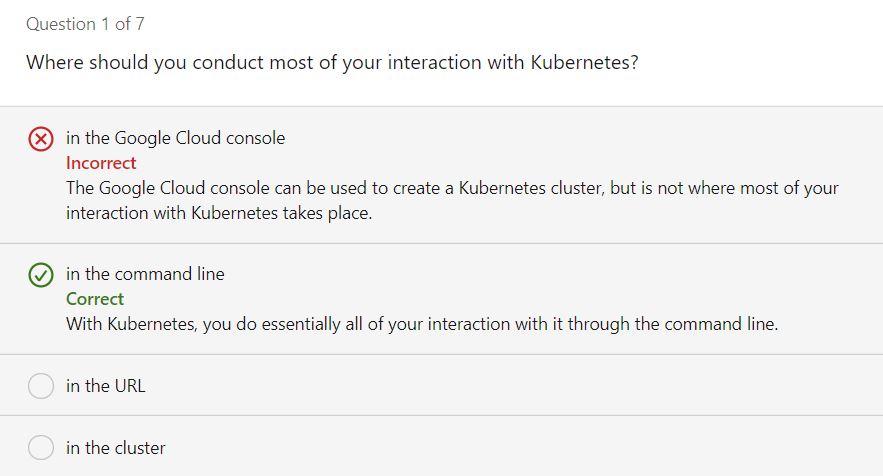 Question 1 of 7
Where should you conduct most of your interaction with Kubernetes?
in the Google Cloud console
Incorrect
The Google Cloud console can be used to create a Kubernetes cluster, but is not where most of your
interaction with Kubernetes takes place.
in the command line
Correct
With Kubernetes, you do essentially all of your interaction with it through the command line.
in the URL
in the cluster